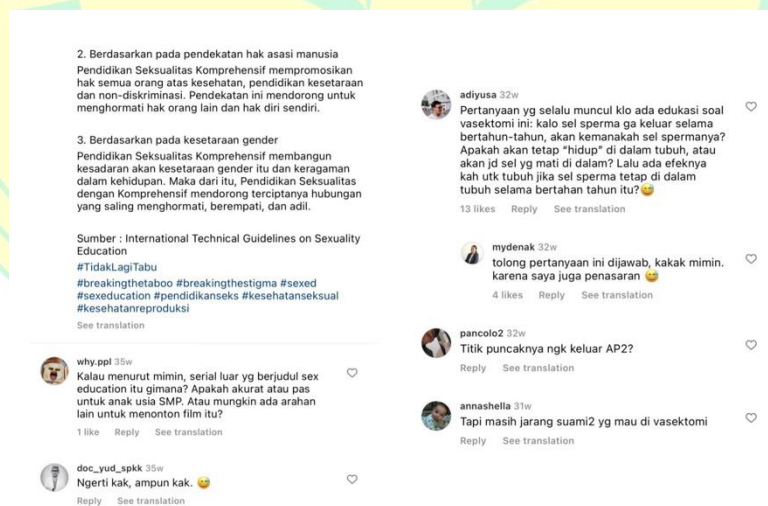 2. Berdasarkan pada pendekatan hak asasi manusia
Pendidikan Seksualitas Komprehensif mempromosikan
hak semua orang atas kesehatan, pendidikan kesetaraan
dan non-diskriminasi. Pendekatan ini mendorong untuk
menghormati hak orang lain dan hak diri sendiri.
3. Berdasarkan pada kesetaraan gender
Pendidikan Seksualitas Komprehensif membangun
kesadaran akan kesetaraan gender itu dan keragaman
dalam kehidupan. Maka dari itu, Pendidikan Seksualitas
dengan Komprehensif mendorong terciptanya hubungan
yang saling menghormati, berempati, dan adil.
Sumber : International Technical Guidelines on Sexuality
Education
#TidakLagiTabu
#breakingthetaboo #breakingthestigma #sexed
#sexeducation #pendidikanseks #kesehatanseksual
#kesehatanreproduksi
See translation
why.ppl 35w
Kalau menurut mimin, serial luar yg berjudul sex
education itu gimana? Apakah akurat atau pas
untuk anak usia SMP. Atau mungkin ada arahan
lain untuk menonton film itu?
1 like Reply See translation
doc_yud_spkk 35w
Ngerti kak, ampun kak. 😅
Reply See translation
adiyusa 32w
Pertanyaan yg selalu muncul klo ada edukasi soal
vasektomi ini: kalo sel sperma ga keluar selama
bertahun-tahun, akan kemanakah sel spermanya?
Apakah akan tetap “hidup” di dalam tubuh, atau
akan jd sel yg mati di dalam? Lalu ada efeknya
kah utk tubuh jika sel sperma tetap di dalam
tubuh selama bertahan tahun itu?😅
13 likes Reply See translation
mydenak 32w
tolong pertanyaan ini dijawab, kakak mimin.
karena saya juga penasaran 😅
4 likes Reply See translation
pancolo2 32w
Titik puncaknya ngk keluar AP2?
Reply See translation
annashella 31w
Tapi masih jarang suami2 yg mau di vasektomi
Reply See translation